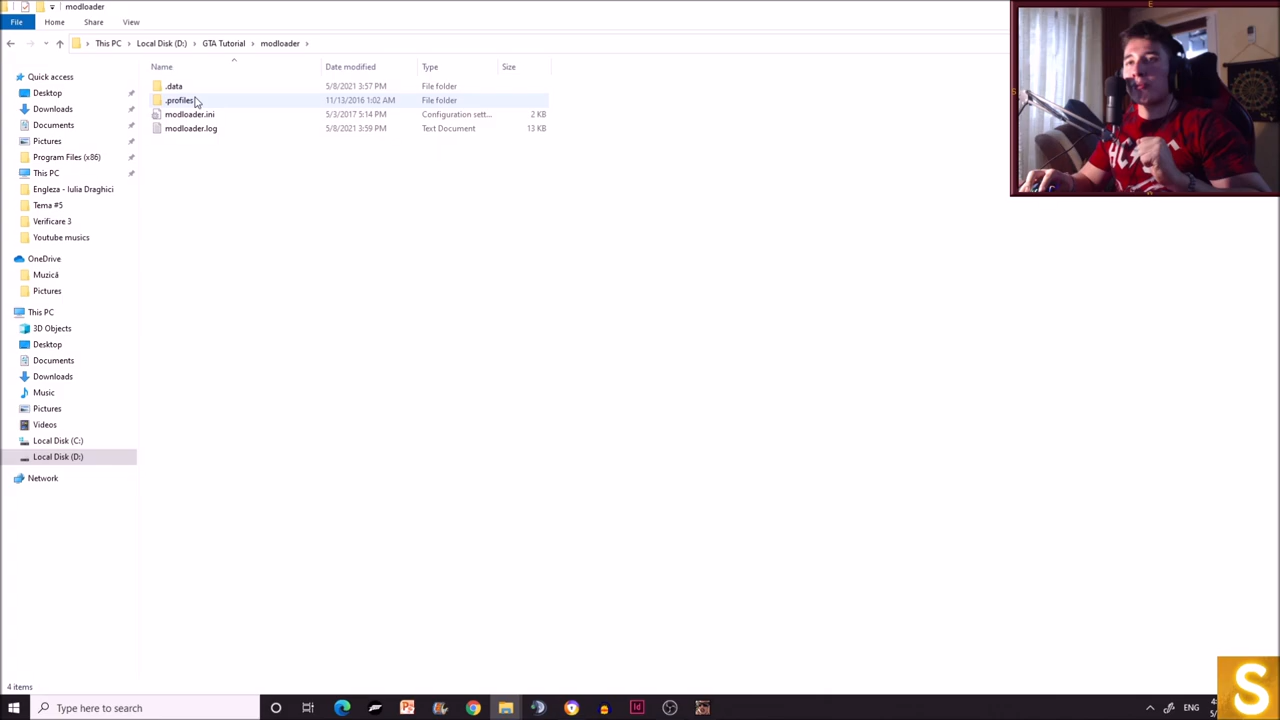 modloader
File
Home
Share
View
This PC
Local Disk (D:)
GTA Tutorial
modloader
Name
Date modified
Type
Size
.data
5/8/2021 3:57 PM
File folder
.profiles
11/13/2016 1:02 AM
File folder
modloader.ini
5/3/2017 5:14 PM
Configuration sett...
2 KB
modloader.log
5/8/2021 3:59 PM
Text Document
13 KB
Quick access
Desktop
Downloads
Documents
Pictures
Program Files (x86)
This PC
Engleza - Iulia Draghici
Tema #5
Verificare 3
Youtube musics
OneDrive
Muzică
Pictures
This PC
3D Objects
Desktop
Documents
Downloads
Music
Pictures
Videos
Local Disk (C:)
Local Disk (D:)
Network
4 items
Type here to search
ENG
E
S
S